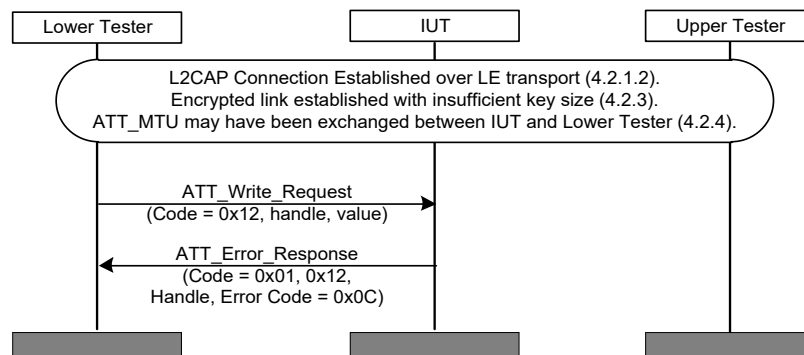 Lower Tester
IUT
Upper Tester
L2CAP Connection Established over LE transport (4.2.1.2).
Encrypted link established with insufficient key size (4.2.3).
ATT_MTU may have been exchanged between IUT and Lower Tester (4.2.4).
ATT_Write_Request
(Code = 0x12, handle, value)
ATT_Error_Response
(Code = 0x01, 0x12,
Handle, Error Code = 0x0C)